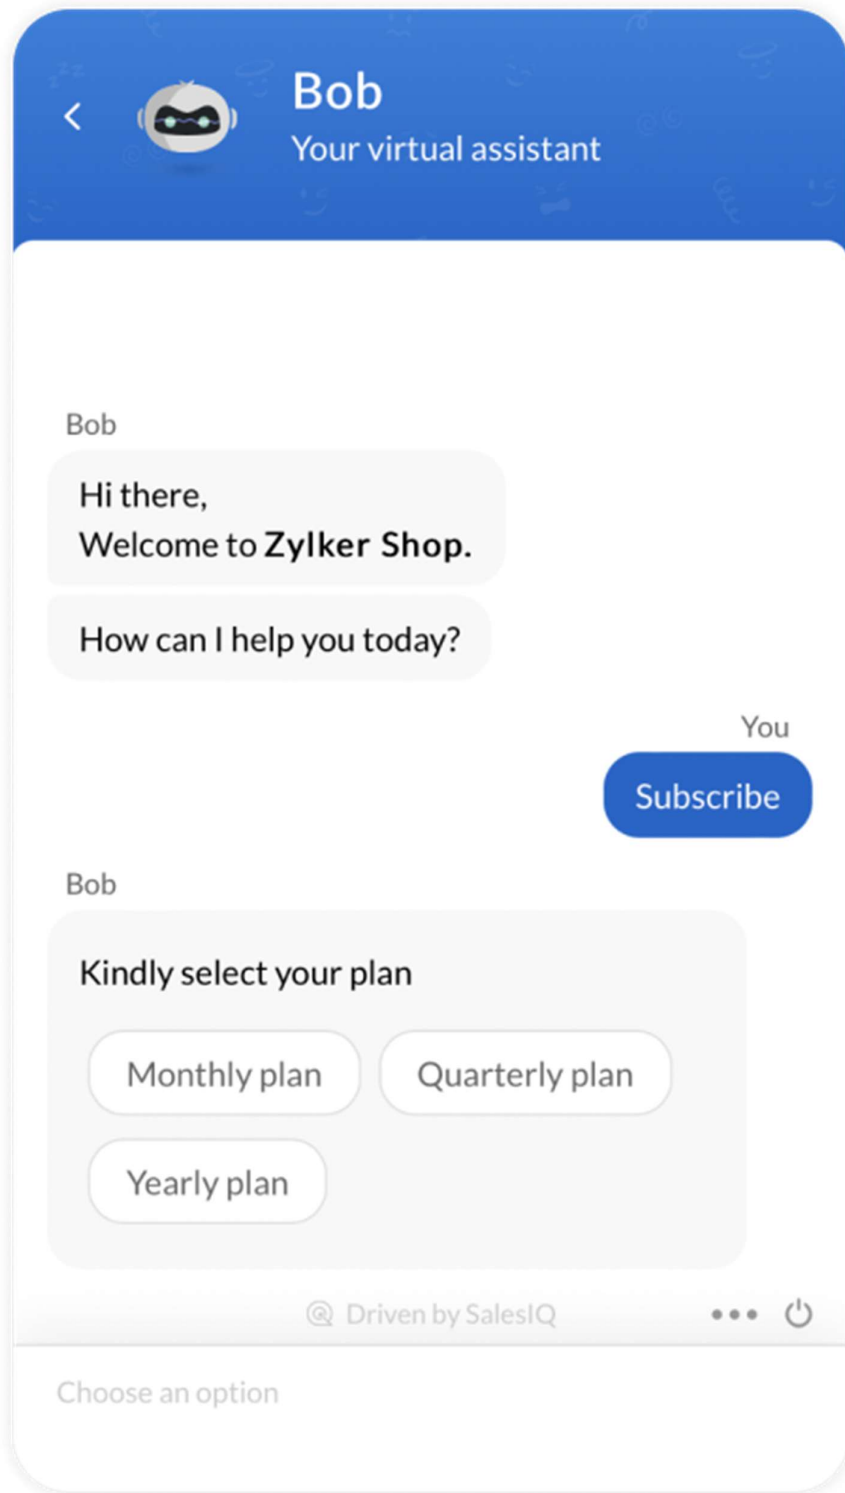 Bob
Your virtual assistant
Bob
Hi there,
Welcome to Zylker Shop.
How can I help you today?
You
Subscribe
Bob
Kindly select your plan
Monthly plan
Quarterly plan
Yearly plan
Driven by SalesIQ
Choose an option